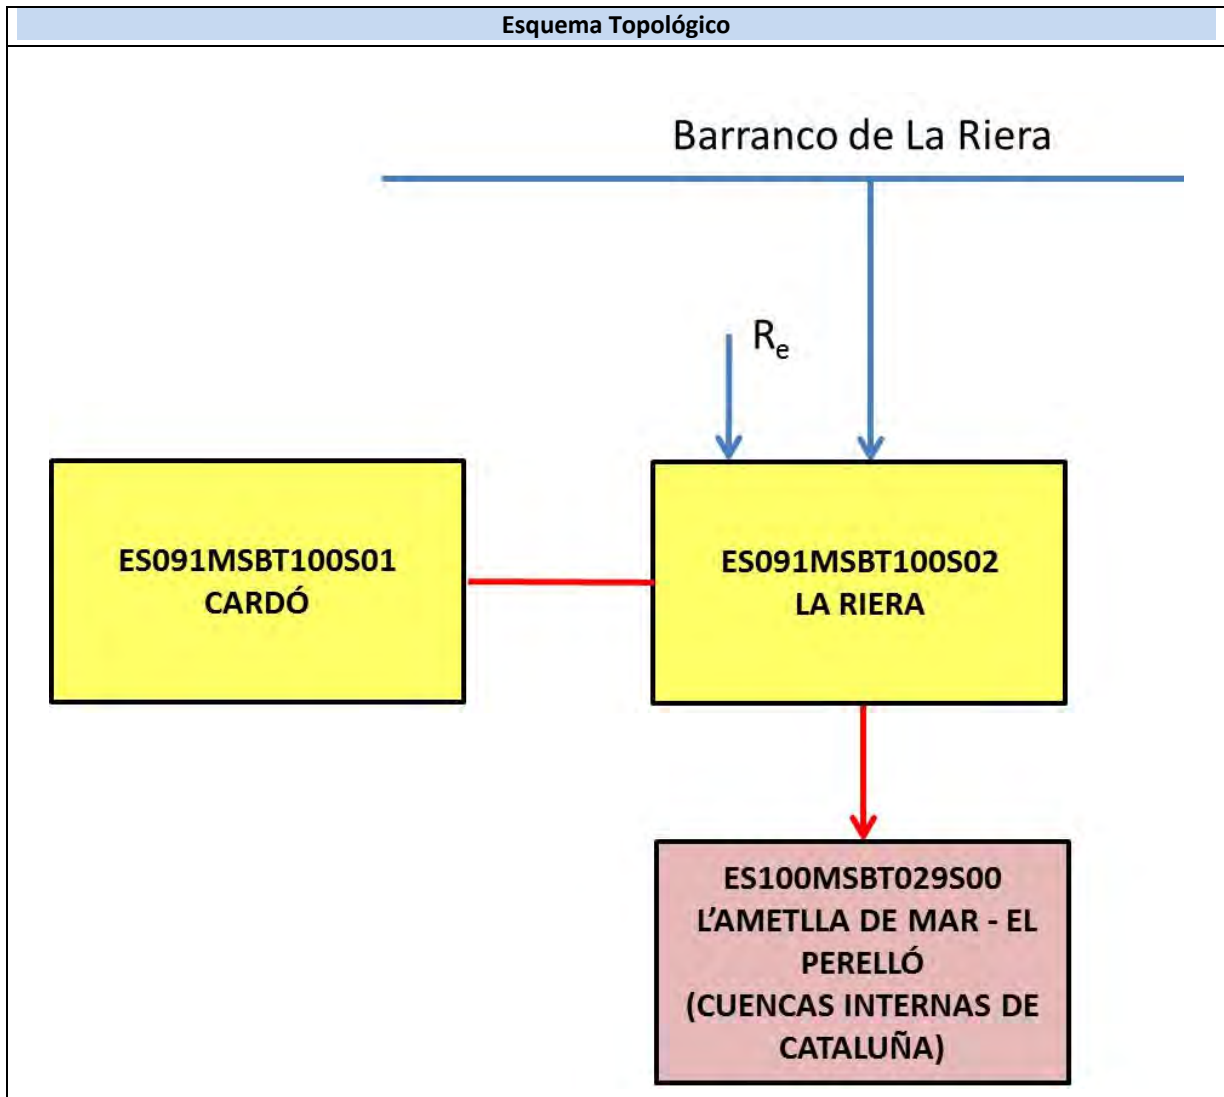 Esquema Topológico
Barranco de La Riera
Re
ES091MSBT100S01
CARDÓ
ES091MSBT100S02
LA RIERA
ES100MSBT029S00
L'AMETLLA DE MAR - EL
PERELLÓ
(CUENCAS INTERNAS DE
CATALUÑA)